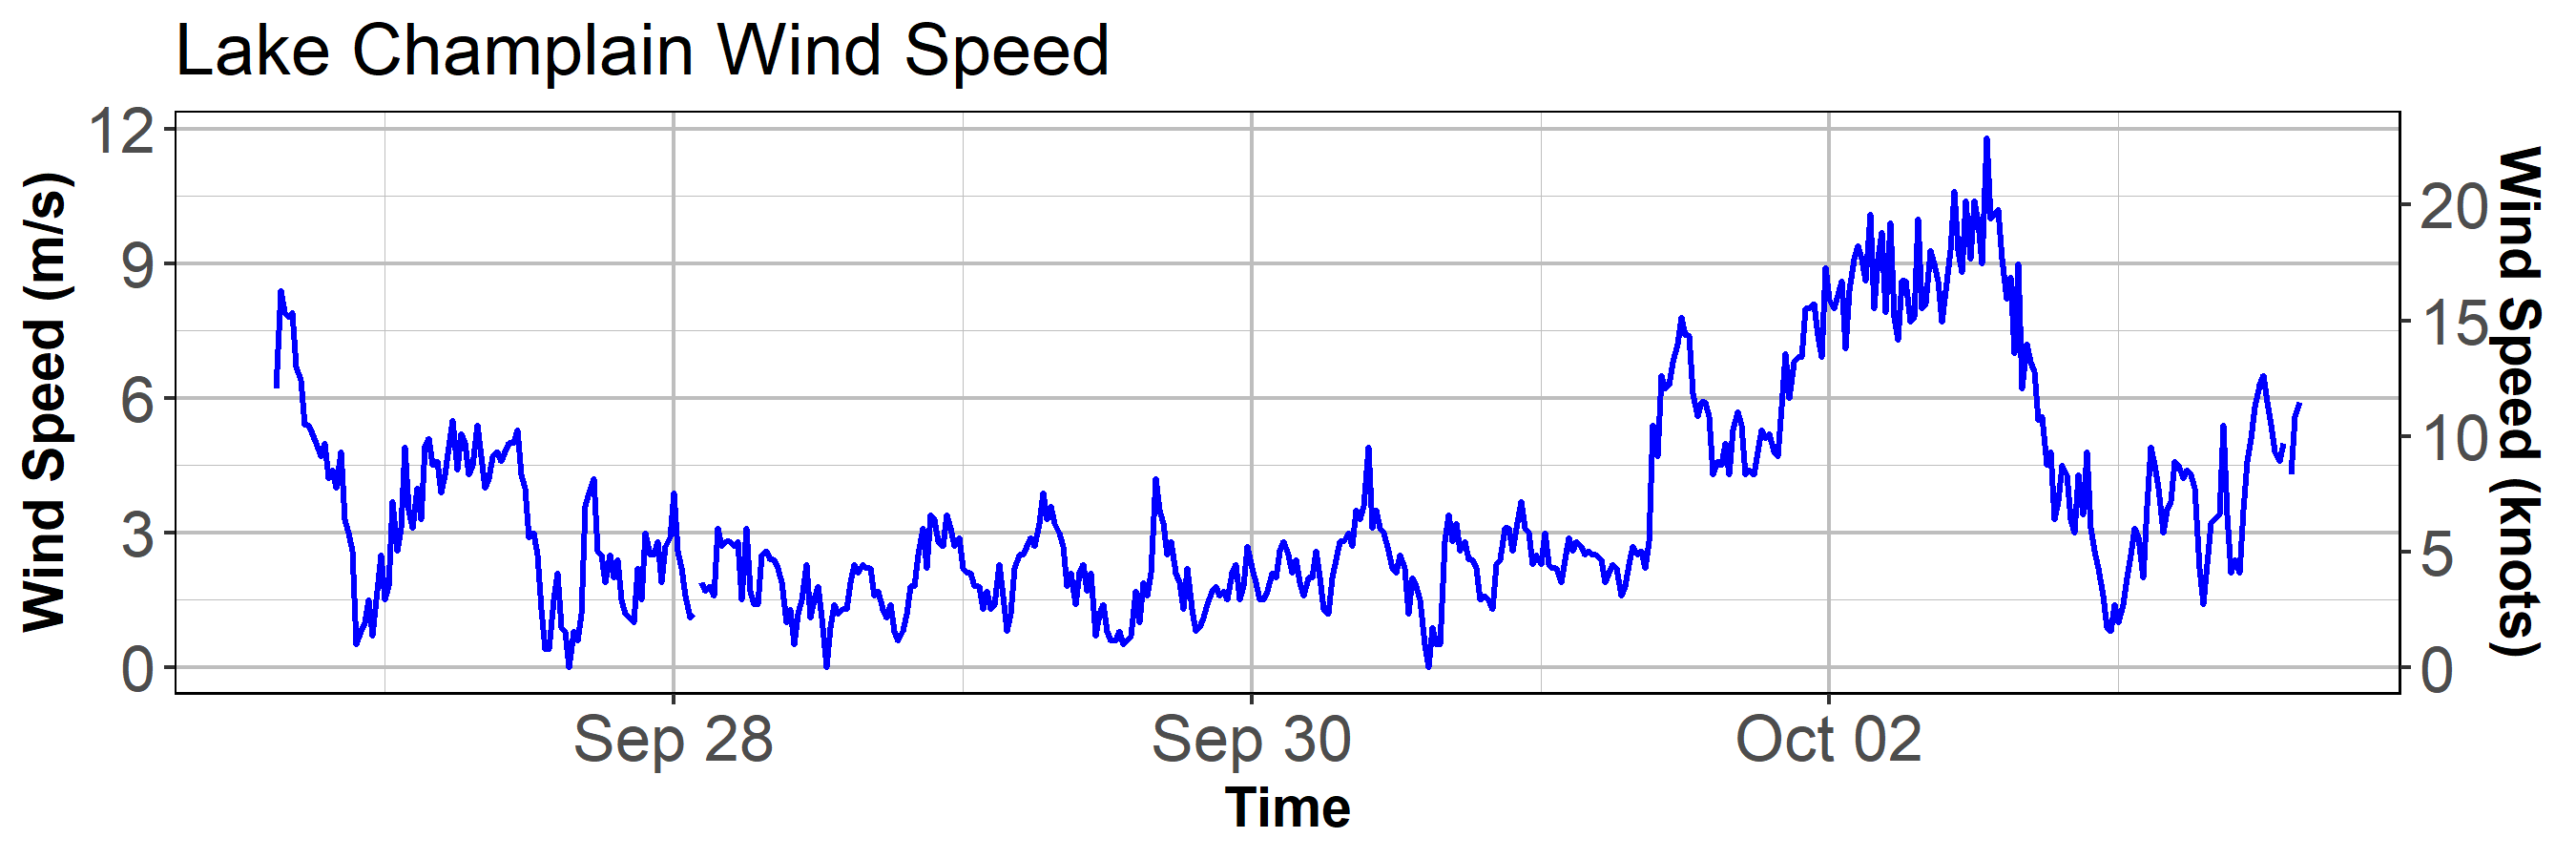 Lake Champlain Wind Speed
Wind Speed (m/s)
12
9
6
3
0
20
15
10
5
0
Wind Speed (knots)
Sep 28
Sep 30
Oct 02
Time